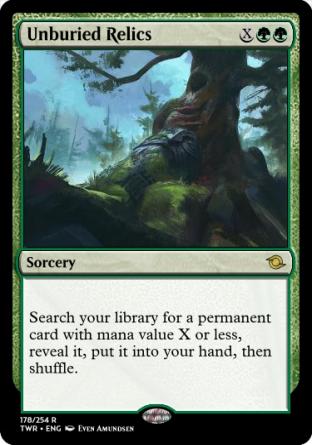 Unburied Relics X
Sorcery
Search your library for a permanent
card with mana value X or less,
reveal it, put it into your hand, then
shuffle.
178/254 R
TWR • ENG Even Amundsen